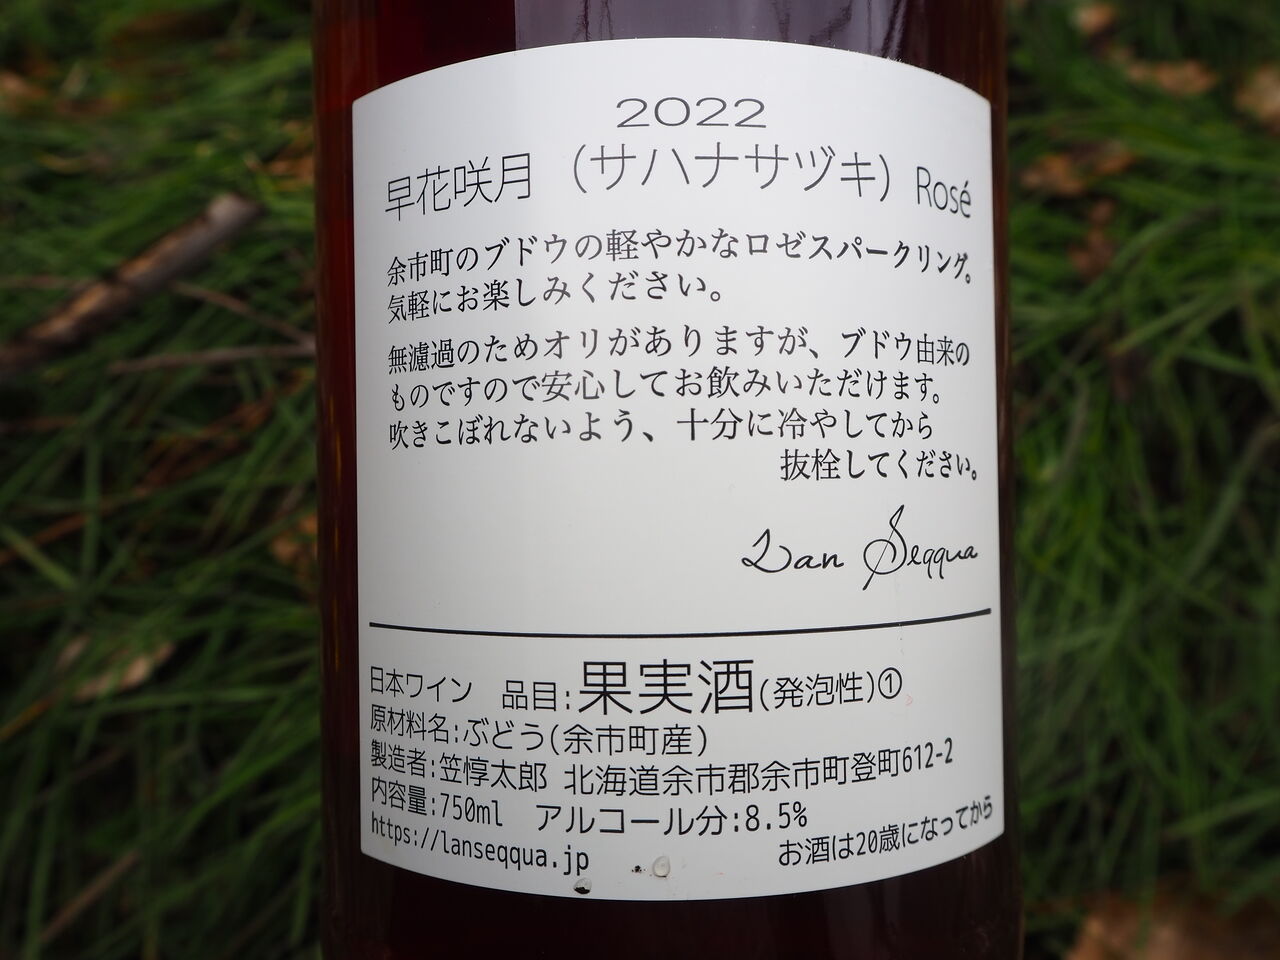 2022
早花咲月（サハナサヅキ）Rosé
余市町のブドウの軽やかなロゼスパークリング。
気軽にお楽しみください。
無濾過のためオリがありますが、ブドウ由来の
ものですので安心してお飲みいただけます。
吹きこぼれないよう、十分に冷やしてから
抜栓してください。
Lan Seqqua
日本ワイン 品目:果実酒(発泡性)①
原材料名:ぶどう(余市町産)
製造者:笠惇太郎 北海道余市郡余市町登町612-2
内容量:750ml アルコール分:8.5%
https://lanseqqua.jp
お酒は20歳になってから